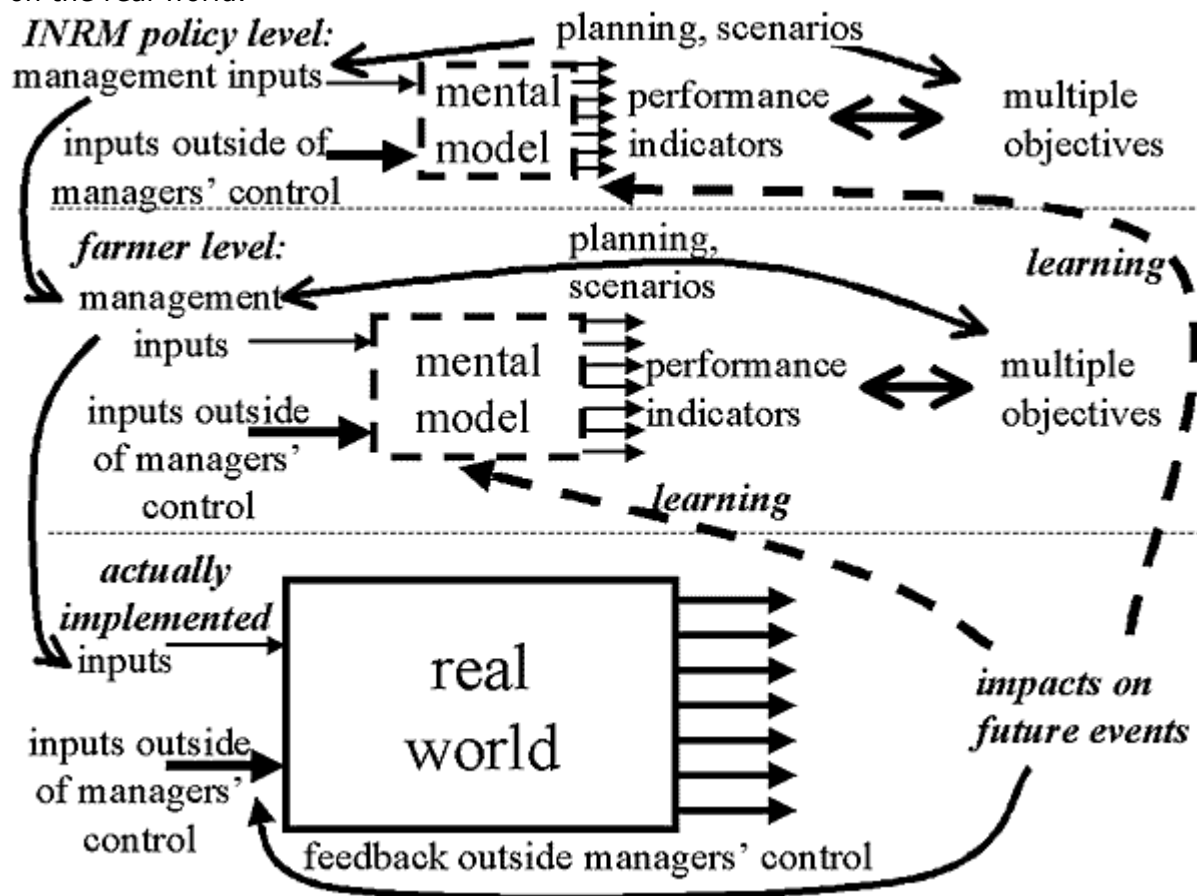 INRM policy level:
planning, scenarios
management inputs
mental
model
performance
indicators
multiple
objectives
inputs outside of
managers’ control
farmer level:
planning,
scenarios
learning
management
inputs
mental
model
performance
indicators
multiple
objectives
inputs outside
of managers’
control
learning
actually
implemented
inputs
real
world
impacts on
future events
inputs outside
of managers’
control
feedback outside managers’ control